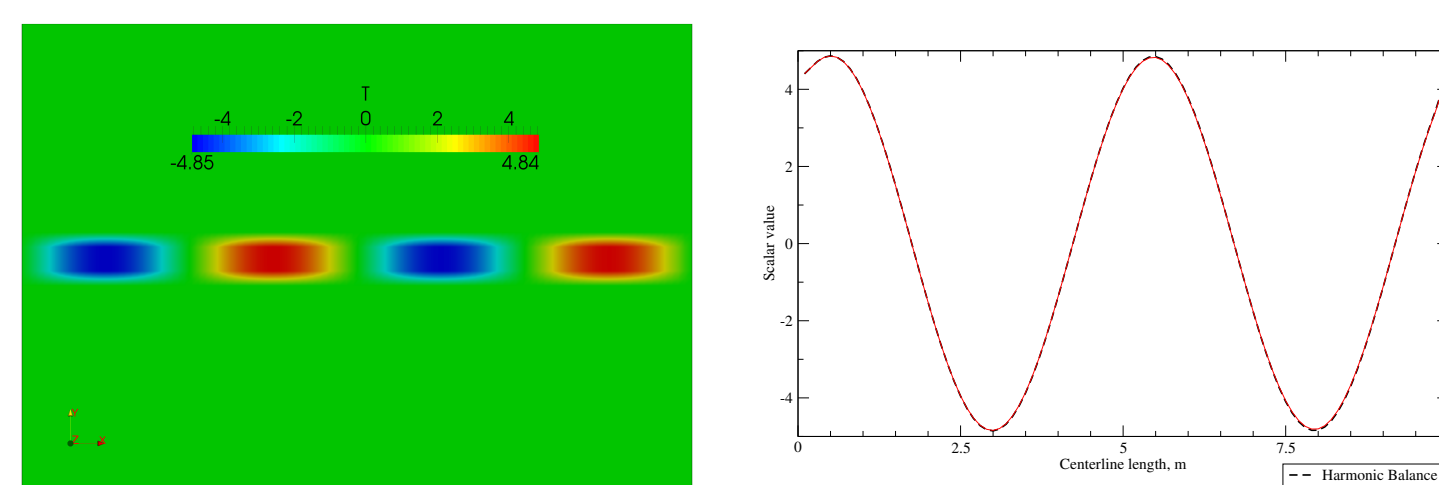 T
-4 -2 0 2 4
-4.85 4.84
Y
Z X
4
2
0
-2
-4
Scalar value
0 2.5 5 7.5
Centerline length, m
Harmonic Balance